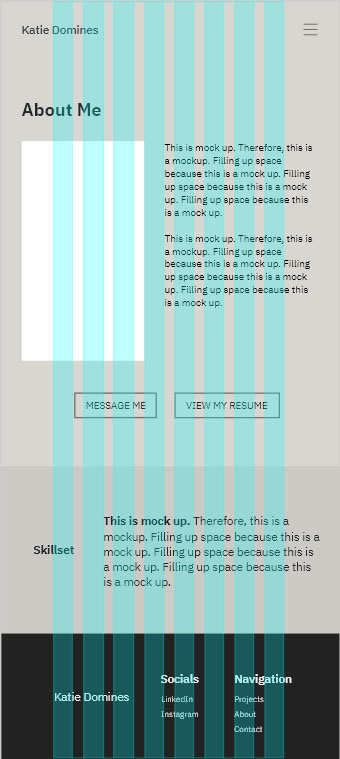 Katie Domines
About Me
This is mock up. Therefore, this is
a mockup. Filling up space
because this is a mock up. Filling
up space because this is a mock
up. Filling up space because this
is a mock up.
This is mock up. Therefore, this is
a mockup. Filling up space
because this is a mock up. Filling
up space because this is a mock
up. Filling up space because this
is a mock up.
MESSAGE ME
VIEW MY RESUME
Skillset
This is mock up. Therefore, this is a
mockup. Filling up space because this is a
mock up. Filling up space because this is
a mock up. Filling up space because this
is a mock up.
Katie Domines
Socials
LinkedIn
Instagram
Navigation
Projects
About
Contact